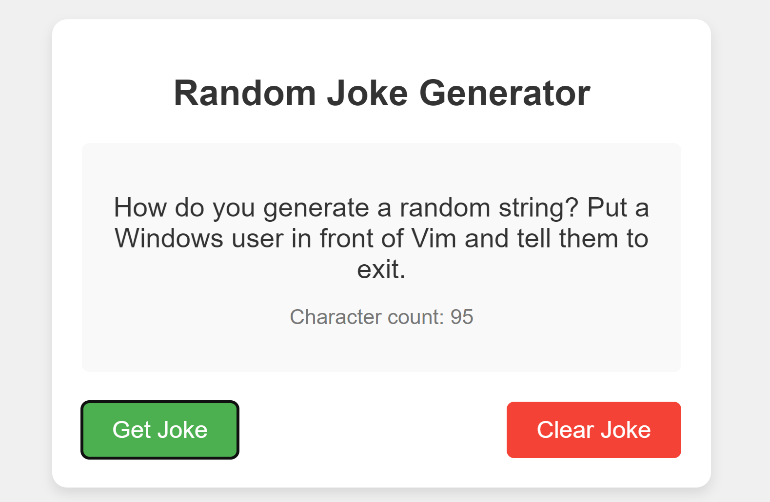 Random Joke Generator
How do you generate a random string? Put a
Windows user in front of Vim and tell them to
exit.
Character count: 95
Get Joke
Clear Joke